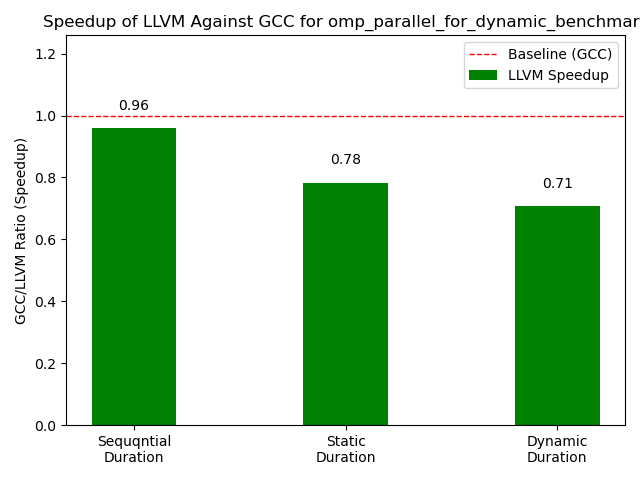 Speedup of LLVM Against GCC for omp_parallel_for_dynamic_benchmar
1.2
1.0
0.8
0.6
0.4
0.2
0.0
GCC/LLVM Ratio (Speedup)
Baseline (GCC)
LLVM Speedup
0.96
0.78
0.71
Sequqntial
Duration
Static
Duration
Dynamic
Duration